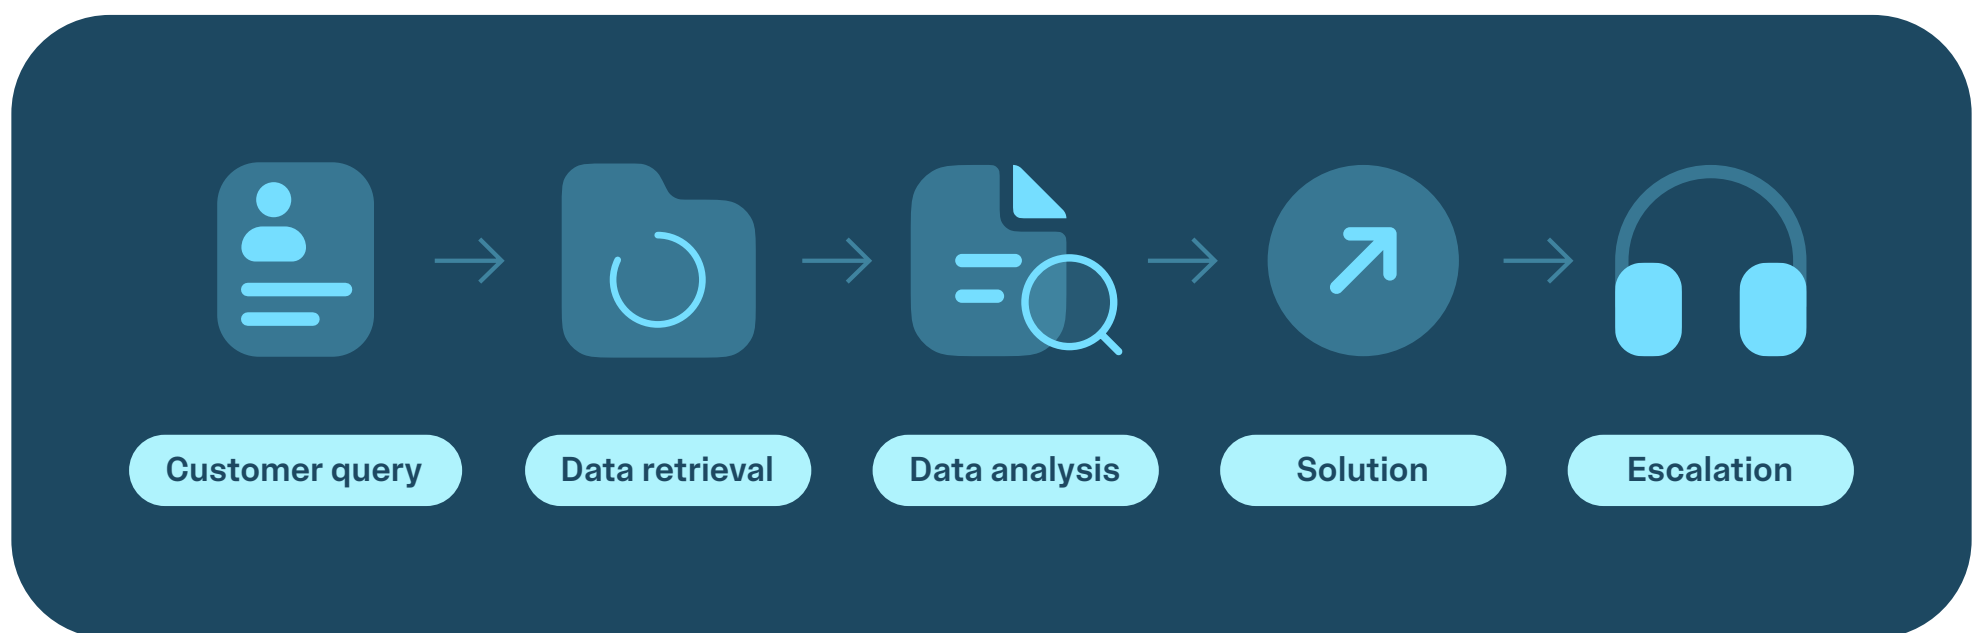 Customer query
Data retrieval
Data analysis
Solution
Escalation